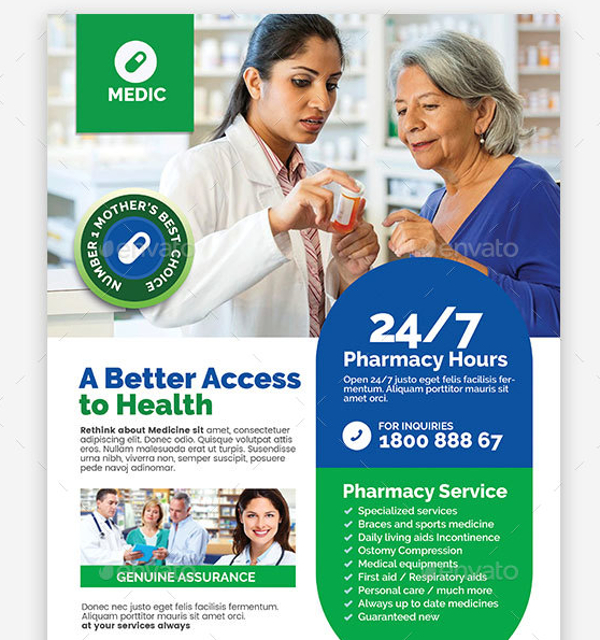 MEDIC
NUMBER 1 MOTHER'S BEST CHOICE
envato
envato
24/7
Pharmacy Hours
Open 24/7 justo eget felis facilisis fer-
mentum. Aliquam porttitor mauris sit
amet orci.
FOR INQUIRIES
1800 888 67
A Better Access
to Health
Rethink about Medicine sit amet, consectetuer
adipiscing elit. Donec odio. Quisque volutpat attis
eros. Nullam malesuada erat ut turpis. Susendisse
urna nibh, viverra non, semper suscipit, posuere
pede navoj adinomar.
GENUINE ASSURANCE
Donec nec justo eget felis facilisis fermentum.
Aliquam porttitor mauris sit amet orci.
at your services always
Pharmacy Service
Specialized services
Braces and sports medicine
Daily living aids Incontinence
Ostomy Compression
Medical equipments
First aid / Respiratory aids
Personal care / much more
Always up to date medicines
Guaranteed new
envato
envato